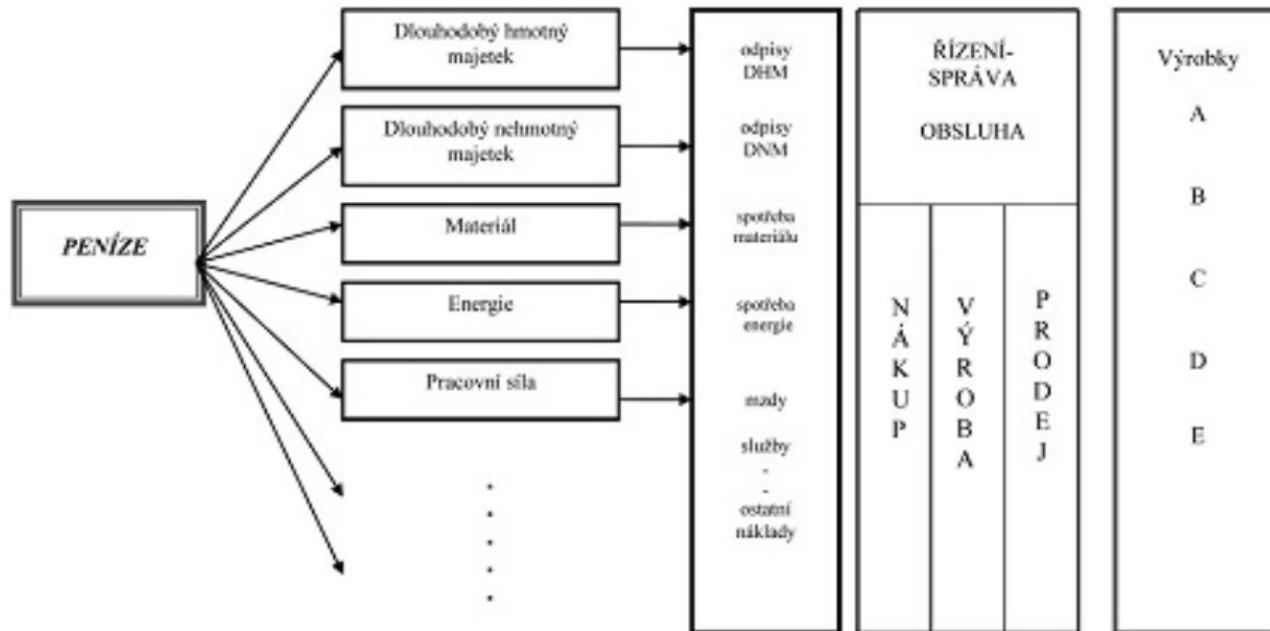 PENÍZE
Dlouhodobý hmotný
majetek
Dlouhodobý nehmotný
majetek
Materiál
Energie
Pracovní síla
odpisy
DHM
odpisy
DNM
spotřeba
materiálu
spotřeba
energie
mzdy
služby
-
-
ostatní
náklady
ŘÍZENÍ-
SPRÁVA
OBSLUHA
NÁKUP
VÝROBA
PRODEJ
Výrobky
A
B
C
D
E